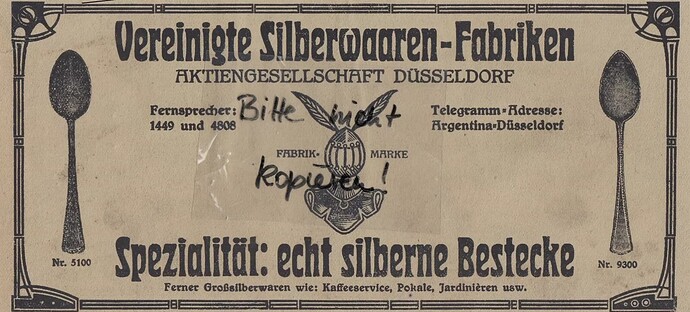 Vereinigte Silberwaaren-Fabriken
AKTIENGESELLSCHAFT DÜSSELDORF
Fernsprecher:
1449 und 4808
Bitte nicht
kopieren!
Telegramm-Adresse:
Argentina-Düsseldorf
FABRIK-MARKE
Nr. 5100
Nr. 9300
Spezialität: echt silberne Bestecke
Ferner Großsilberwaren wie: Kaffeeservice, Pokale, Jardinièren usw.